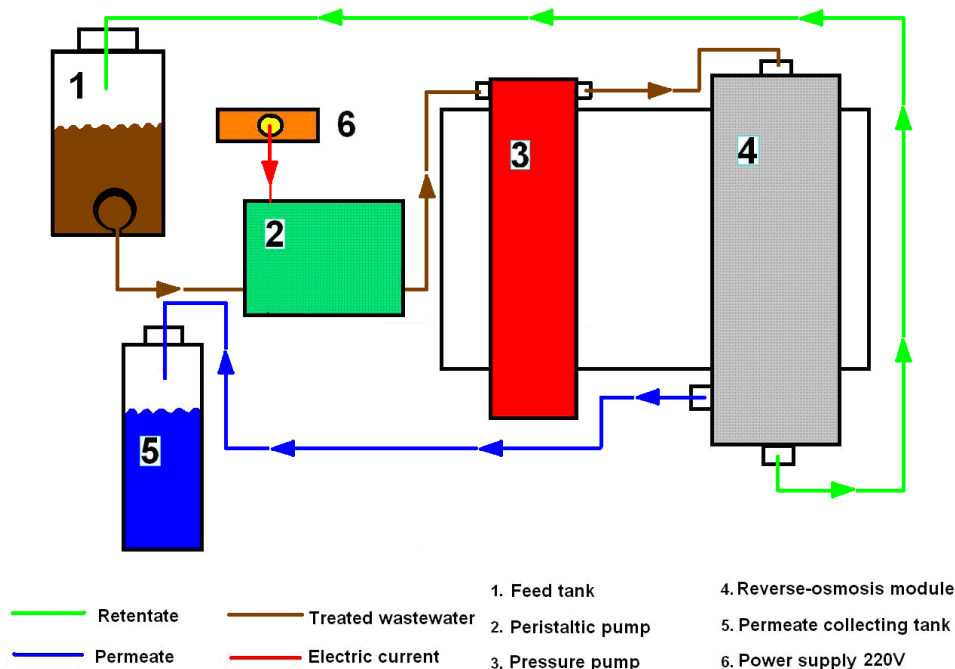 1
6
3
4
2
5
Retentate
Permeate
Treated wastewater
Electric current
1. Feed tank
2. Peristaltic pump
3. Pressure pump
4. Reverse-osmosis module
5. Permeate collecting tank
6. Power supply 220V